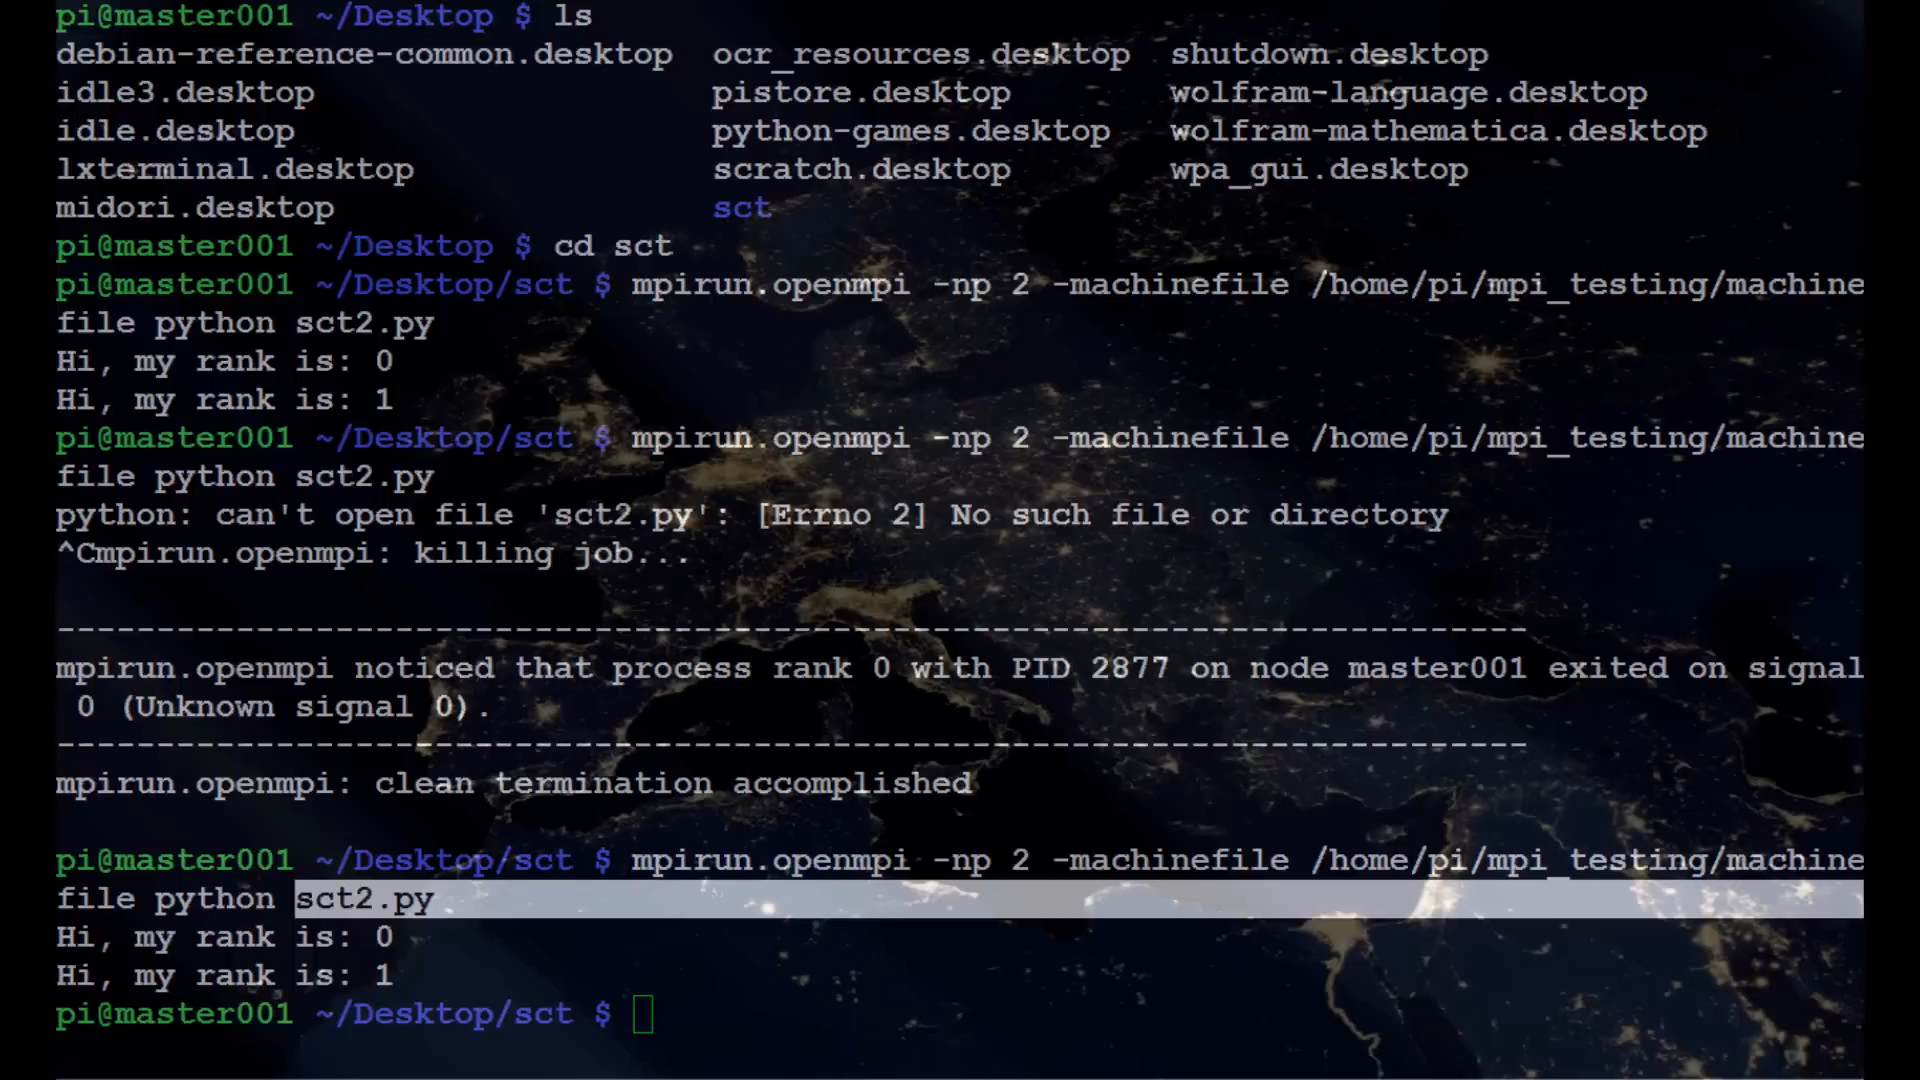 pi@master001 ~/Desktop $ ls
debian-reference-common.desktop  ocr_resources.desktop  shutdown.desktop
idle3.desktop                    pistore.desktop        wolfram-language.desktop
idle.desktop                     python-games.desktop   wolfram-mathematica.desktop
lxterminal.desktop               scratch.desktop        wpa_gui.desktop
midori.desktop                   sct
pi@master001 ~/Desktop $ cd sct
pi@master001 ~/Desktop/sct $ mpirun.openmpi -np 2 -machinefile /home/pi/mpi_testing/machine
file python sct2.py
Hi, my rank is: 0
Hi, my rank is: 1
pi@master001 ~/Desktop/sct $ mpirun.openmpi -np 2 -machinefile /home/pi/mpi_testing/machine
file python sct2.py
python: can't open file 'sct2.py': [Errno 2] No such file or directory
^Cmpirun.openmpi: killing job...
--------------------------------------------------------------------------
mpirun.openmpi noticed that process rank 0 with PID 2877 on node master001 exited on signal
 0 (Unknown signal 0).
--------------------------------------------------------------------------
mpirun.openmpi: clean termination accomplished
pi@master001 ~/Desktop/sct $ mpirun.openmpi -np 2 -machinefile /home/pi/mpi_testing/machine
file python sct2.py
Hi, my rank is: 0
Hi, my rank is: 1
pi@master001 ~/Desktop/sct $